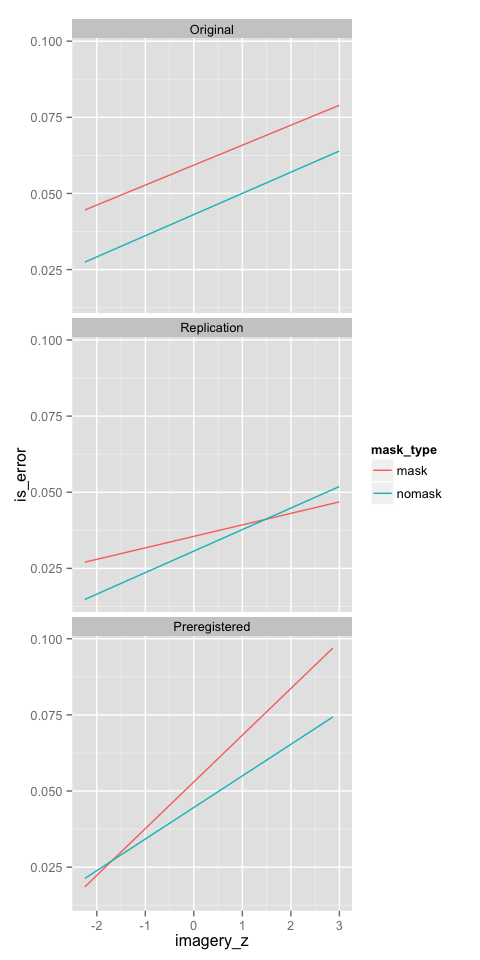 Original
0.100
0.075
0.050
0.025
Replication
0.100
0.075
0.050
0.025
Preregistered
0.100
0.075
0.050
0.025
-2 -1 0 1 2 3
imagery_z
is_error
mask_type
mask
nomask